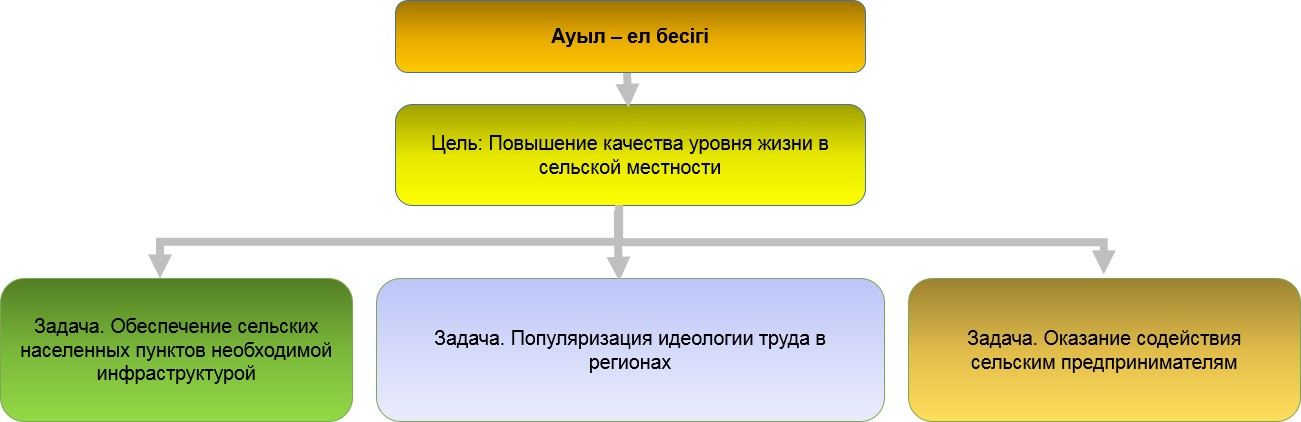 Ауыл – ел бесігі
Цель: Повышение качества уровня жизни в
сельской местности
Задача. Обеспечение сельских
населенных пунктов необходимой
инфраструктурой
Задача. Популяризация идеологии труда в
регионах
Задача. Оказание содействия
сельским предпринимателям